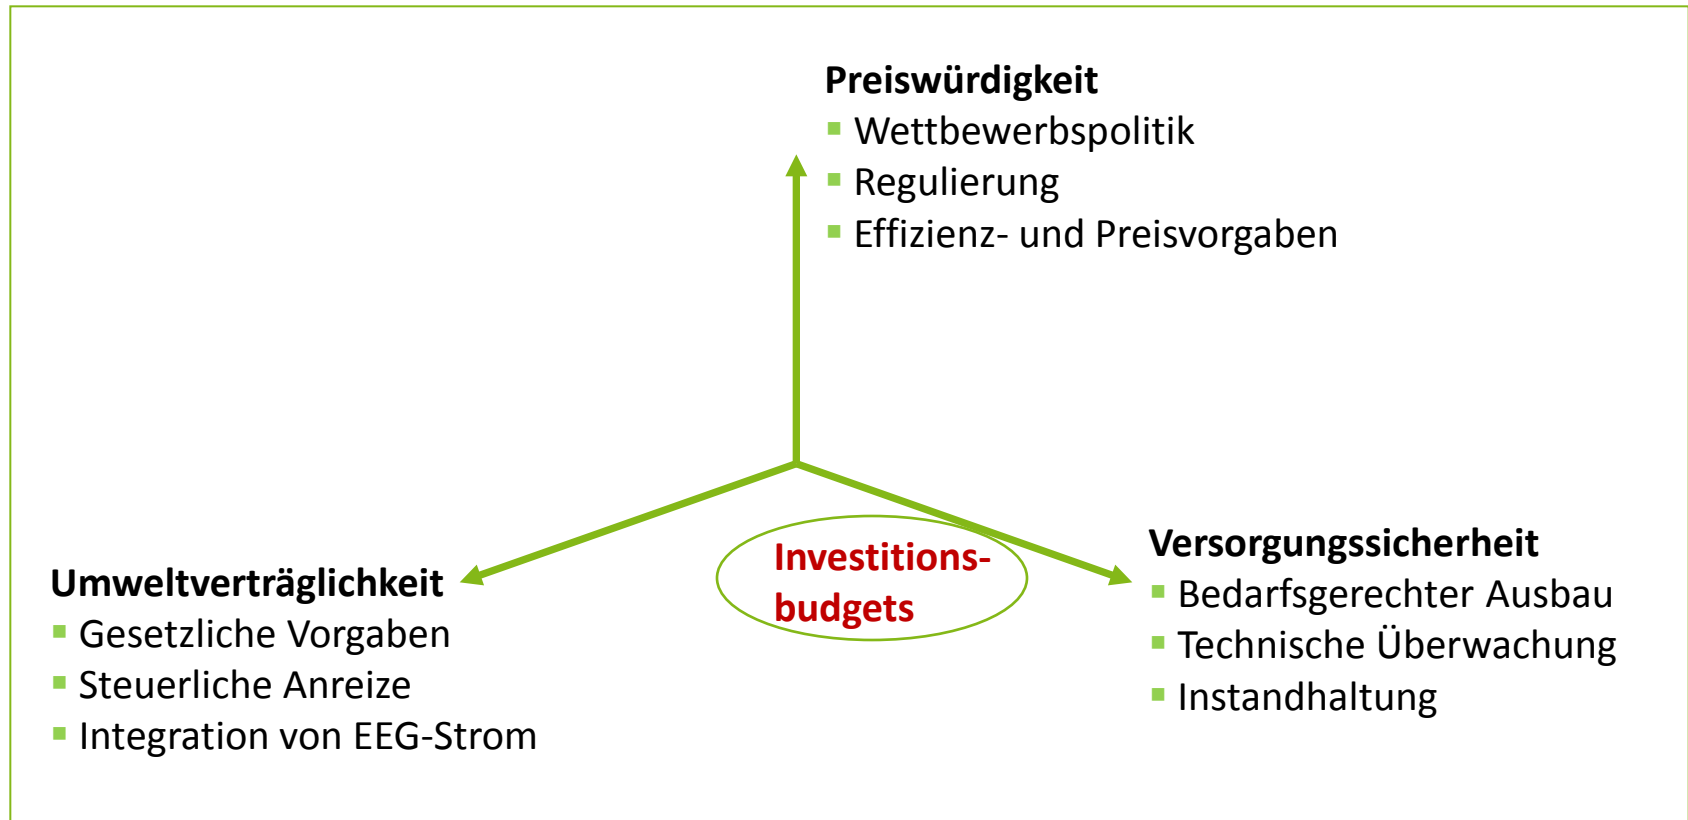 Preiswürdigkeit
▪ Wettbewerbspolitik
▪ Regulierung
▪ Effizienz- und Preisvorgaben
Umweltverträglichkeit
▪ Gesetzliche Vorgaben
▪ Steuerliche Anreize
▪ Integration von EEG-Strom
Investitions-
budgets
Versorgungssicherheit
▪ Bedarfsgerechter Ausbau
▪ Technische Überwachung
▪ Instandhaltung